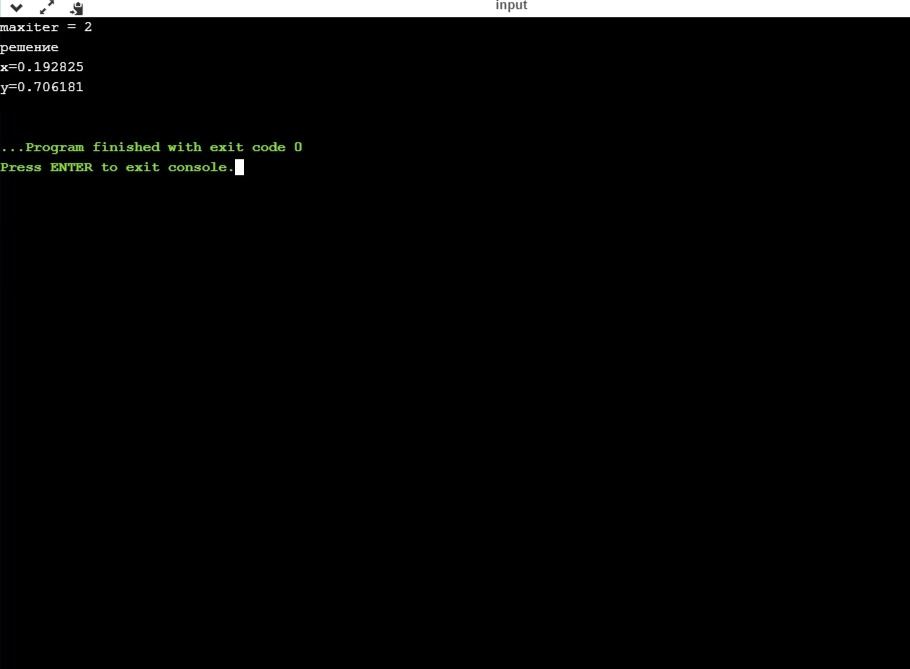 input
maxiter = 2
решение
x=0.192825
y=0.706181
...Program finished with exit code 0
Press ENTER to exit console.